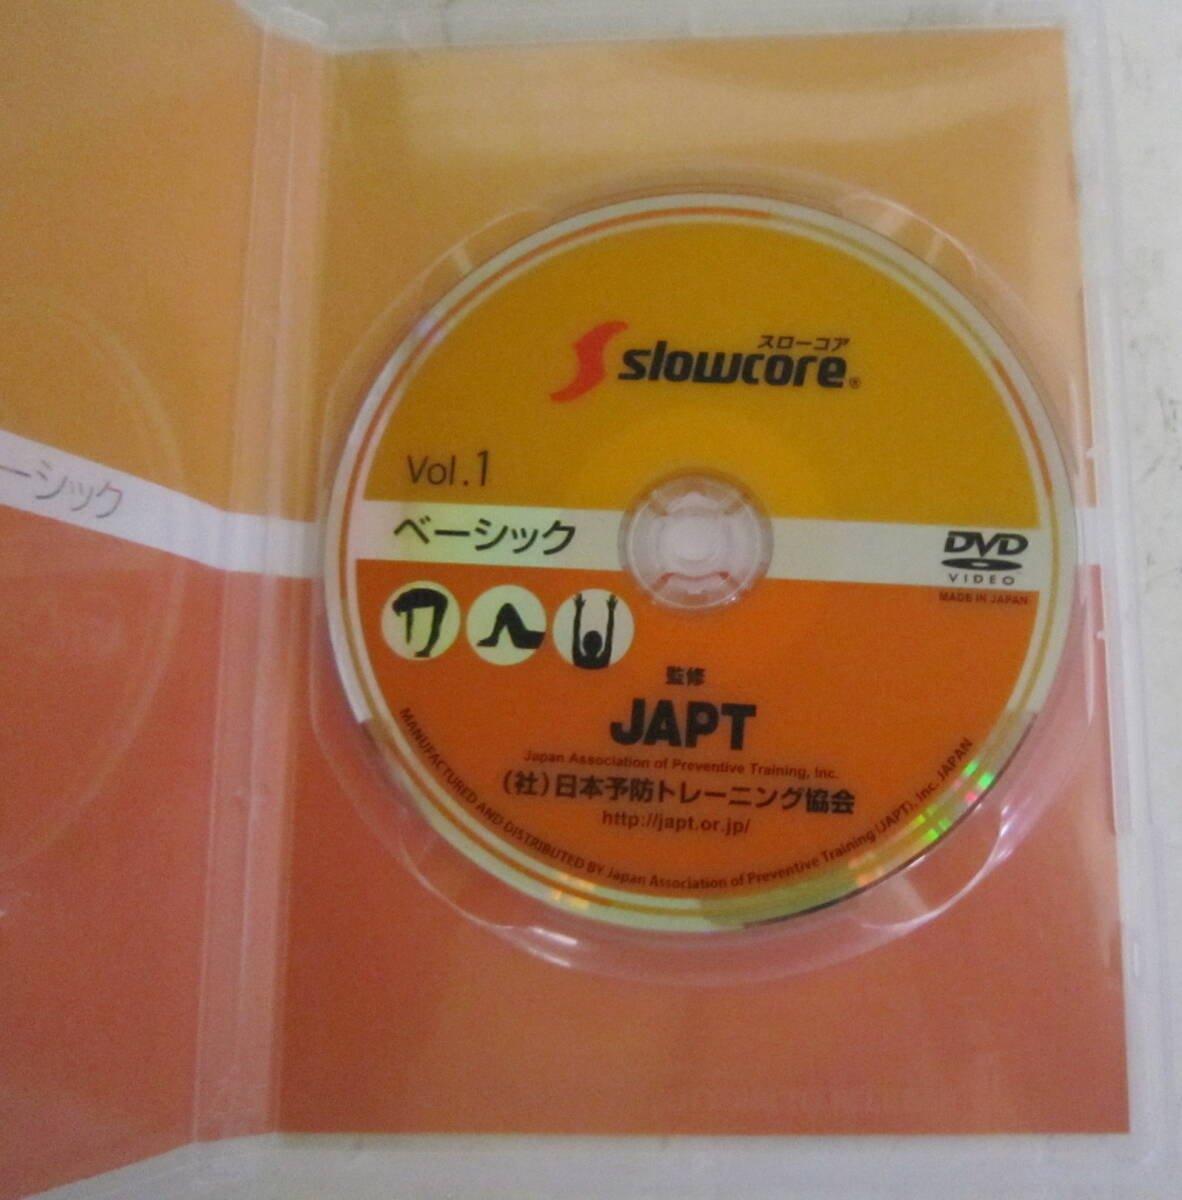 スローコア
slowcore®
Vol.1
ベーシック
ーシック
DVD
VIDEO
MADE IN JAPAN
監修
JAPT
Japan Association of Preventive Training, Inc.
(社)日本予防トレーニング協会
http://japt.or.jp/
MANUFACTURED AND DISTRIBUTED BY Japan Association of Preventive Training (JAPT), Inc. JAPAN